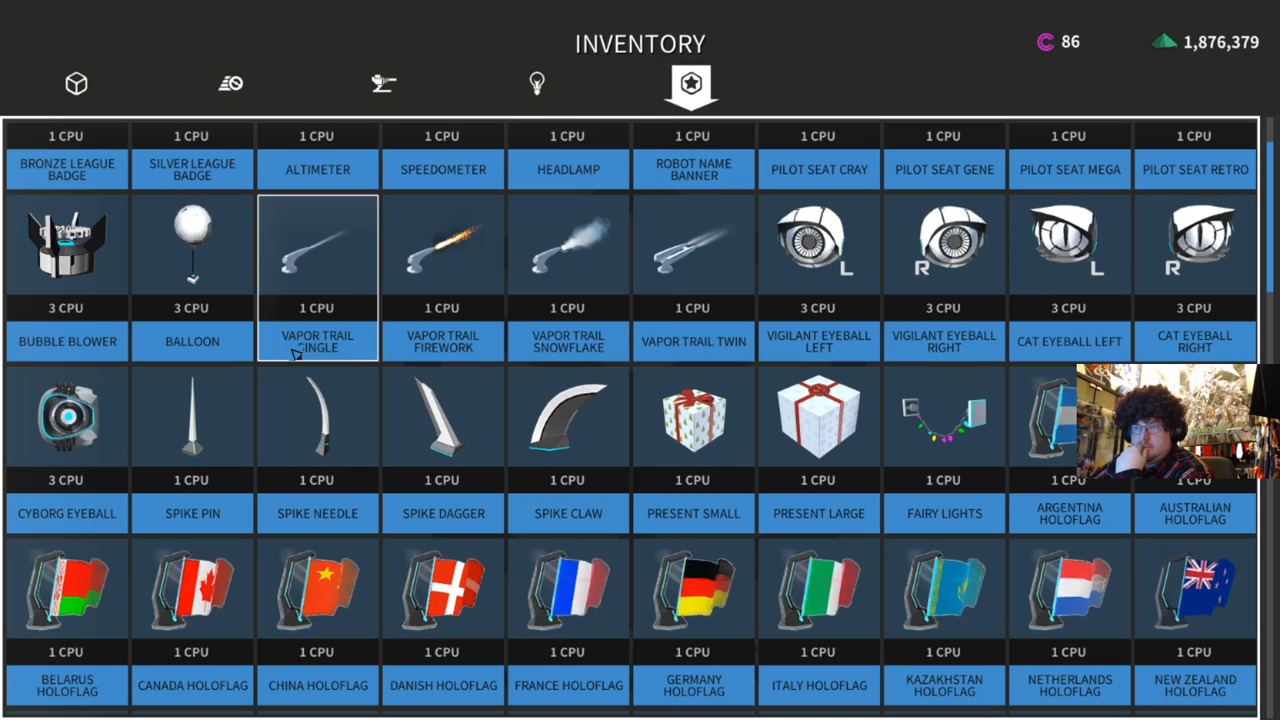 INVENTORY
86
1,876,379
1 CPU 1 CPU 1 CPU 1 CPU 1 CPU 1 CPU 1 CPU 1 CPU 1 CPU 1 CPU
BRONZE LEAGUE BADGE
SILVER LEAGUE BADGE
ALTIMETER
SPEEDOMETER
HEADLAMP
ROBOT NAME BANNER
PILOT SEAT CRAY
PILOT SEAT GENE
PILOT SEAT MEGA
PILOT SEAT RETRO
L
R
L
R
3 CPU 3 CPU 1 CPU 1 CPU 1 CPU 1 CPU 3 CPU 3 CPU 3 CPU 3 CPU
BUBBLE BLOWER
BALLOON
VAPOR TRAIL SINGLE
VAPOR TRAIL FIREWORK
VAPOR TRAIL SNOWFLAKE
VAPOR TRAIL TWIN
VIGILANT EYEBALL LEFT
VIGILANT EYEBALL RIGHT
CAT EYEBALL LEFT
CAT EYEBALL RIGHT
3 CPU 1 CPU 1 CPU 1 CPU 1 CPU 1 CPU 1 CPU 1 CPU 1 CPU 1 CPU
CYBORG EYEBALL
SPIKE PIN
SPIKE NEEDLE
SPIKE DAGGER
SPIKE CLAW
PRESENT SMALL
PRESENT LARGE
FAIRY LIGHTS
ARGENTINA HOLOFLAG
AUSTRALIAN HOLOFLAG
1 CPU 1 CPU 1 CPU 1 CPU 1 CPU 1 CPU 1 CPU 1 CPU 1 CPU 1 CPU
BELARUS HOLOFLAG
CANADA HOLOFLAG
CHINA HOLOFLAG
DANISH HOLOFLAG
FRANCE HOLOFLAG
GERMANY HOLOFLAG
ITALY HOLOFLAG
KAZAKHSTAN HOLOFLAG
NETHERLANDS HOLOFLAG
NEW ZEALAND HOLOFLAG